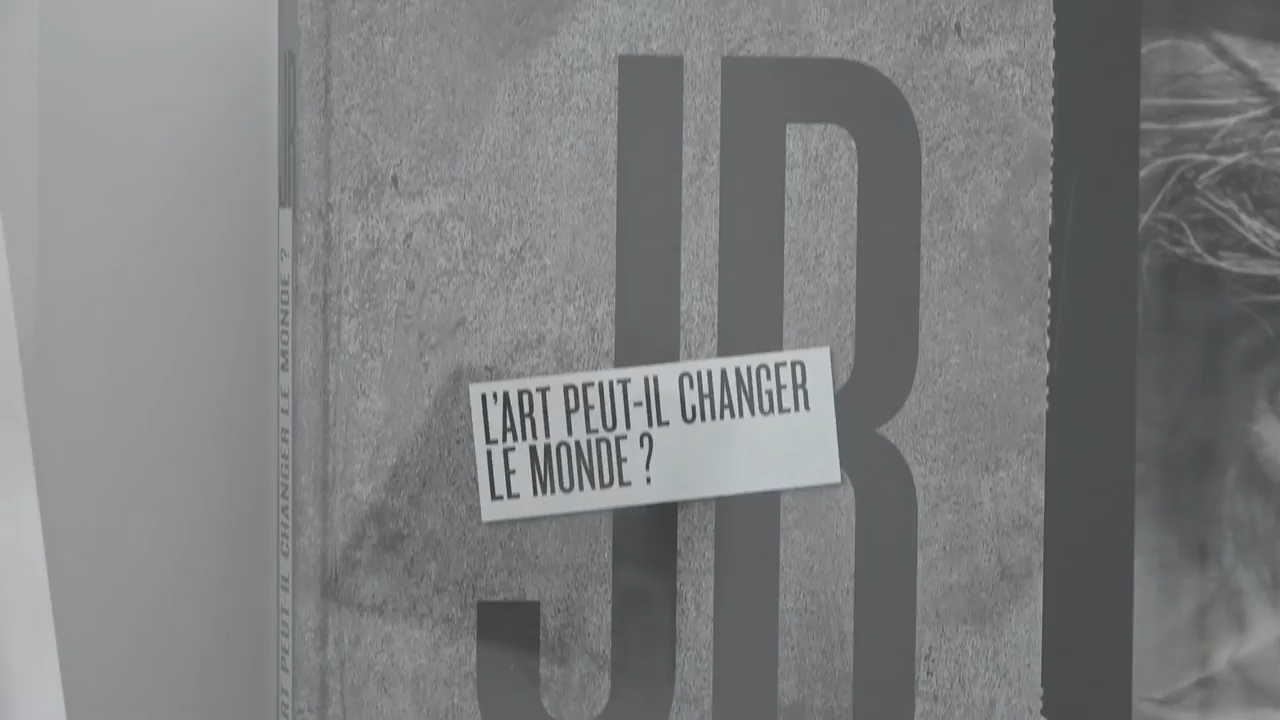 JR
L'ART PEUT-IL CHANGER
LE MONDE ?
ART PEUT IL CHANGER LE MONDE ?